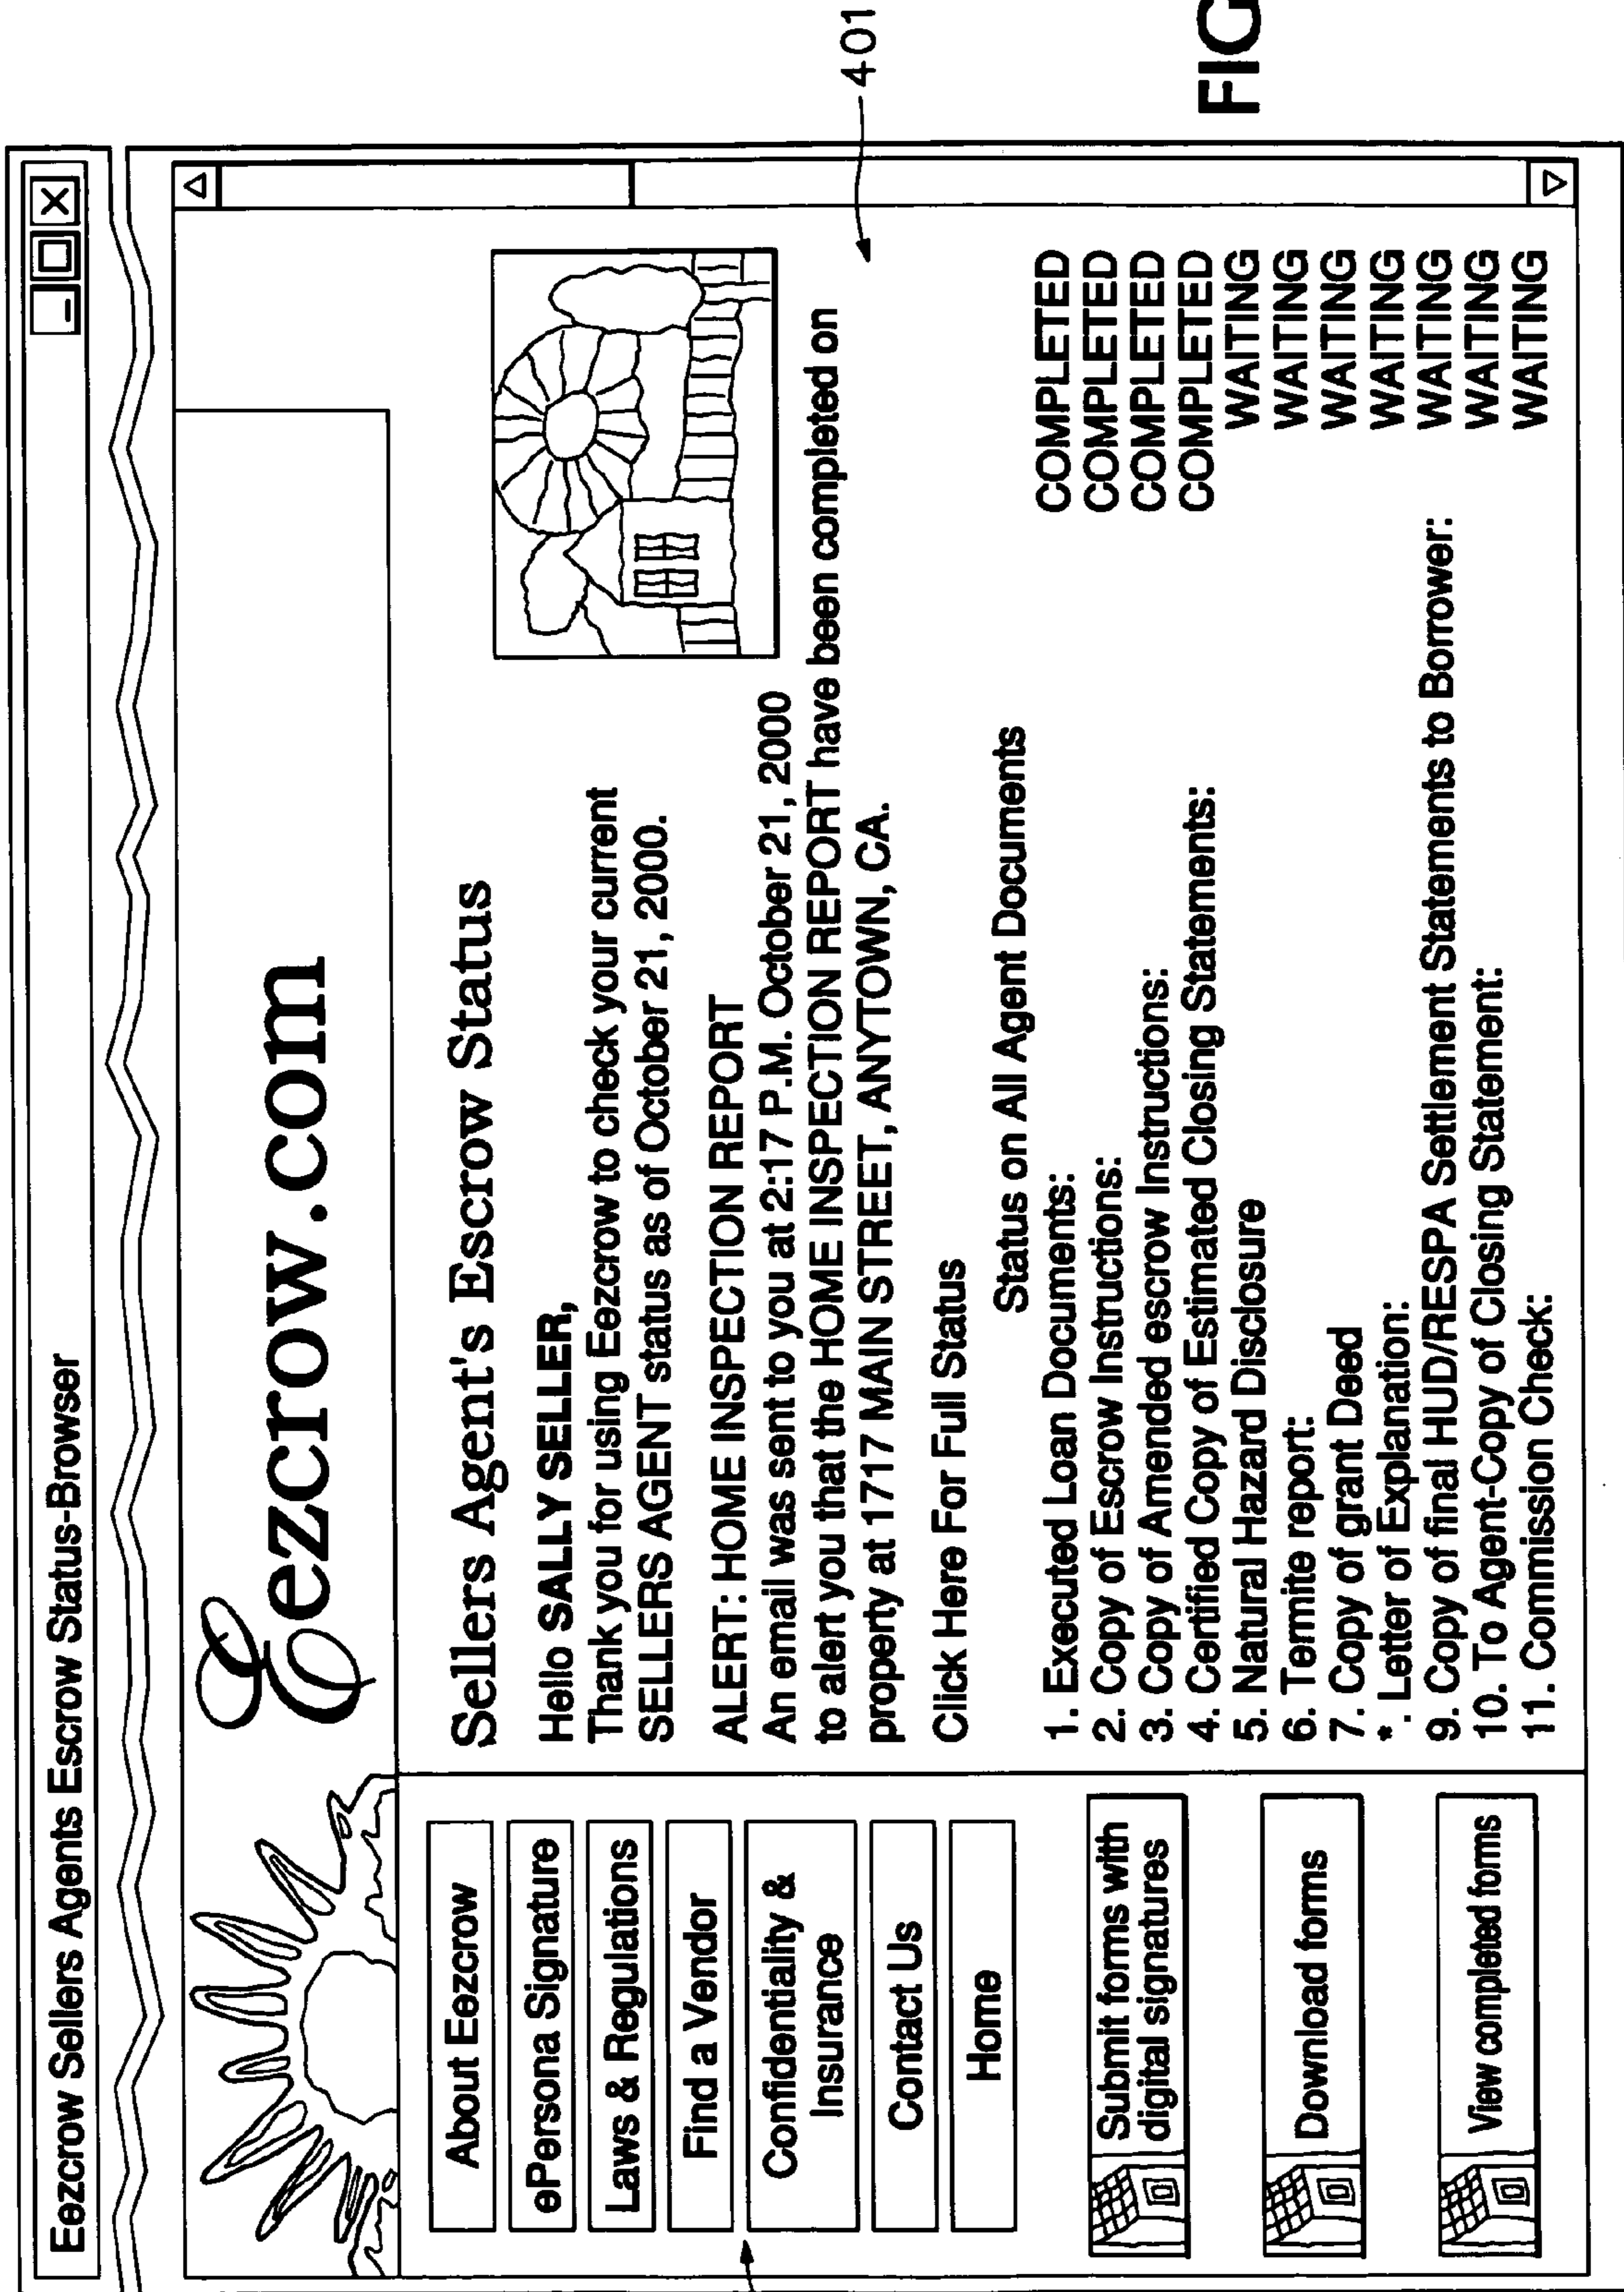 Eezcrow Sellers Agents Escrow Status-Browser
Eezcrow.com
About Eezcrow
ePersona Signature
Laws & Regulations
Find a Vendor
Confidentiality &
Insurance
Contact Us
Home
Submit forms with
digital signatures
Download forms
View completed forms
Sellers Agent's Escrow Status
Hello SALLY SELLER,
Thank you for using Eezcrow to check your current
SELLERS AGENT status as of October 21, 2000.
ALERT: HOME INSPECTION REPORT
An email was sent to you at 2:17 P.M. October 21, 2000
to alert you that the HOME INSPECTION REPORT have been completed on
property at 1717 MAIN STREET, ANYTOWN, CA.
Click Here For Full Status
Status on All Agent Documents
1. Executed Loan Documents: COMPLETED
2. Copy of Escrow Instructions: COMPLETED
3. Copy of Amended escrow Instructions: COMPLETED
4. Certified Copy of Estimated Closing Statements: COMPLETED
5. Natural Hazard Disclosure WAITING
6. Termite report: WAITING
7. Copy of grant Deed WAITING
*. Letter of Explanation: WAITING
9. Copy of final HUD/RESPA Settlement Statements to Borrower: WAITING
10. To Agent-Copy of Closing Statement: WAITING
11. Commission Check: WAITING
401
FIG